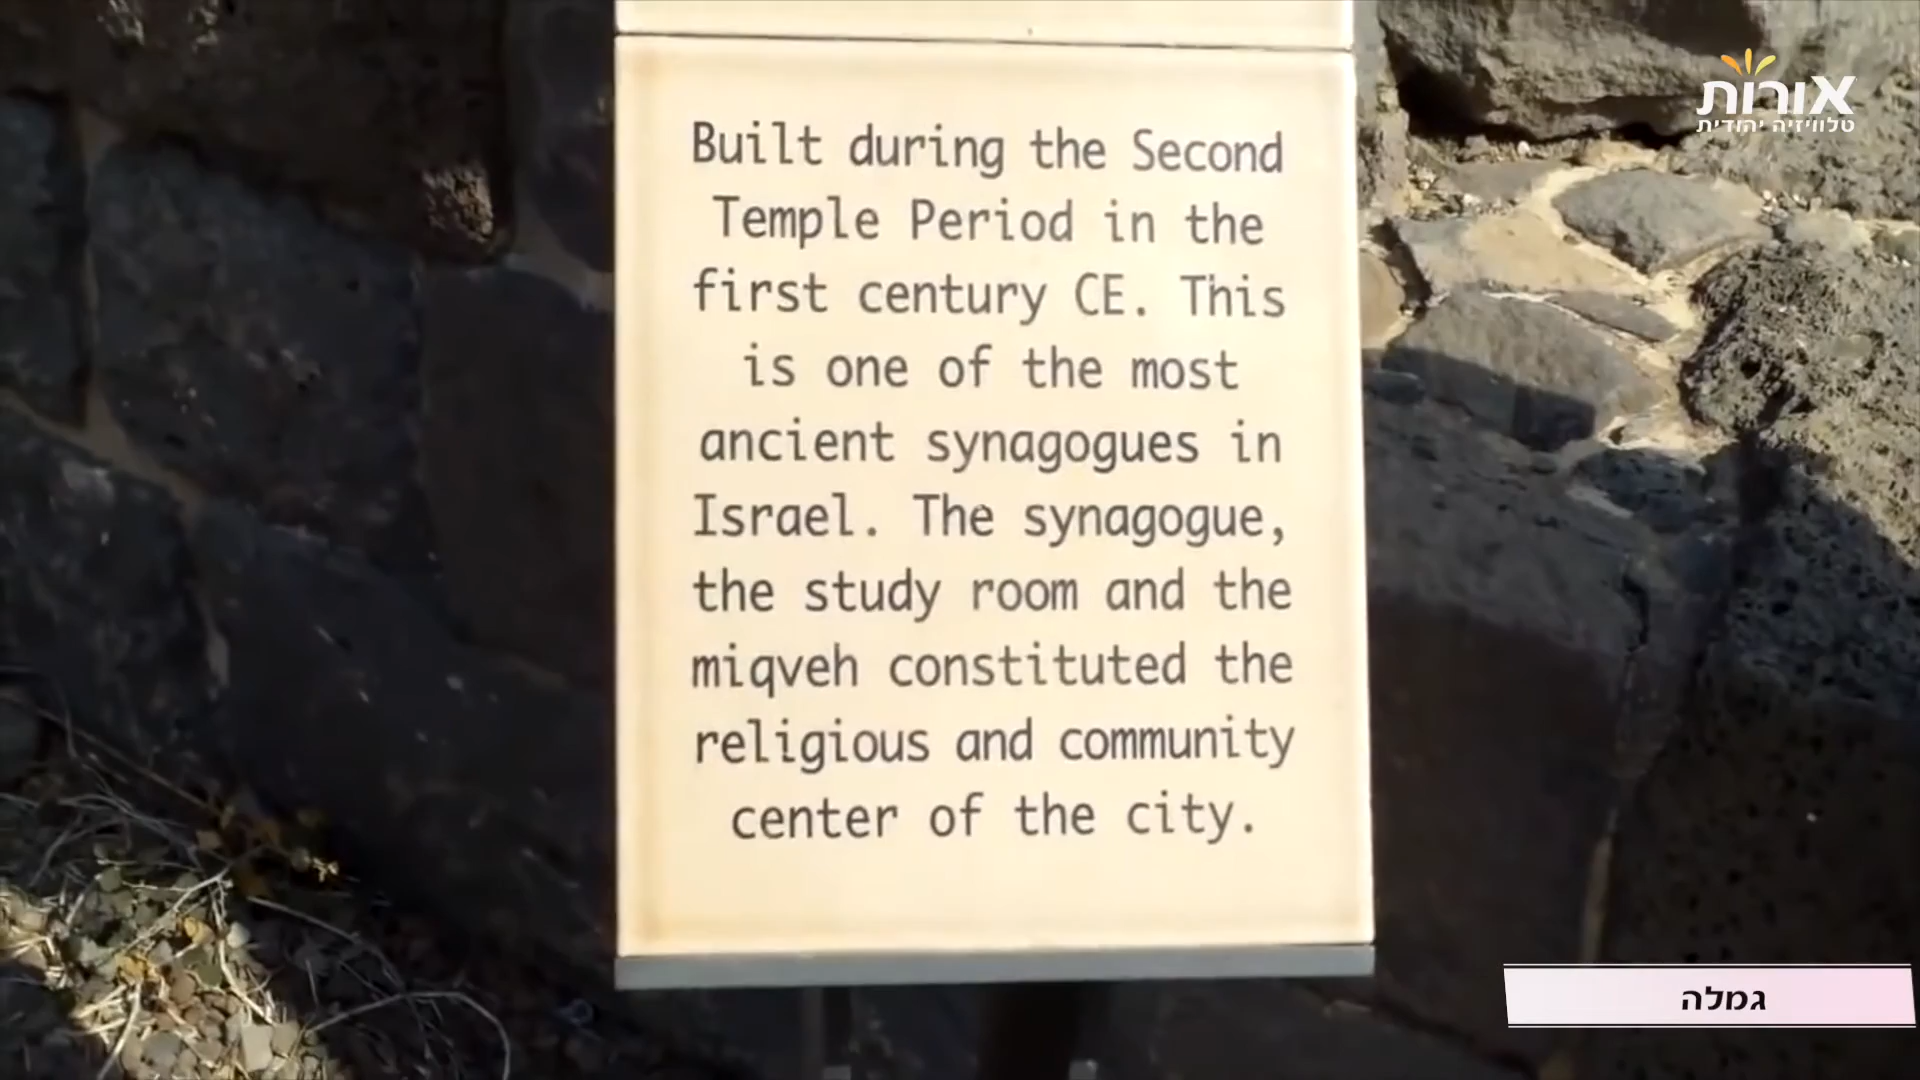 אורות
טלוויזיה יהודית
Built during the Second
Temple Period in the
first century CE. This
is one of the most
ancient synagogues in
Israel. The synagogue,
the study room and the
miqveh constituted the
religious and community
center of the city.
גמלה